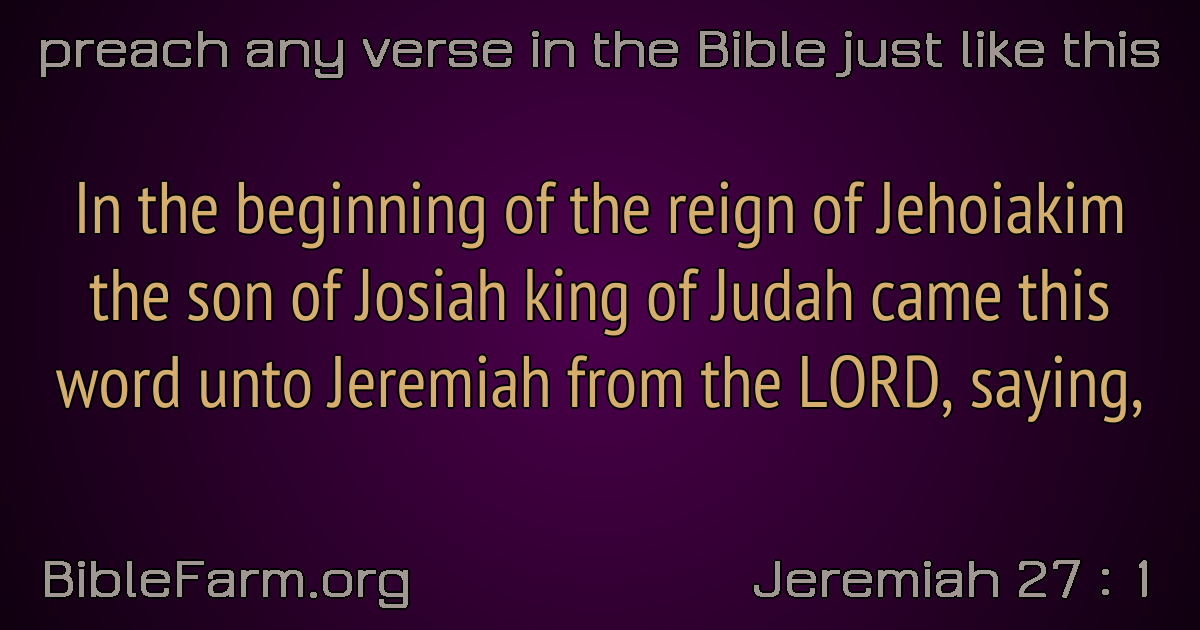 preach any verse in the Bible just like this
In the beginning of the reign of Jehoiakim
the son of Josiah king of Judah came this
word unto Jeremiah from the LORD, saying,
BibleFarm.org
Jeremiah 27 : 1